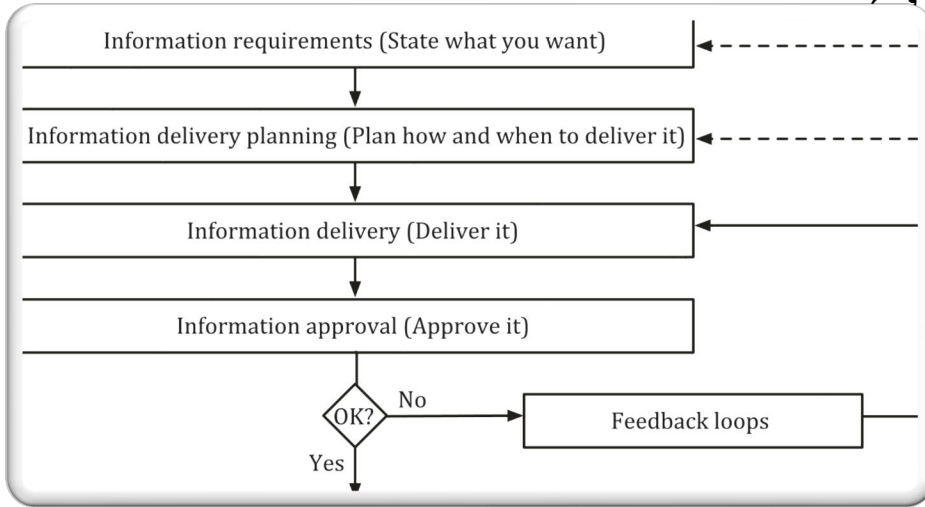 Information requirements (State what you want)
Information delivery planning (Plan how and when to deliver it)
Information delivery (Deliver it)
Information approval (Approve it)
OK?
No
Feedback loops
Yes